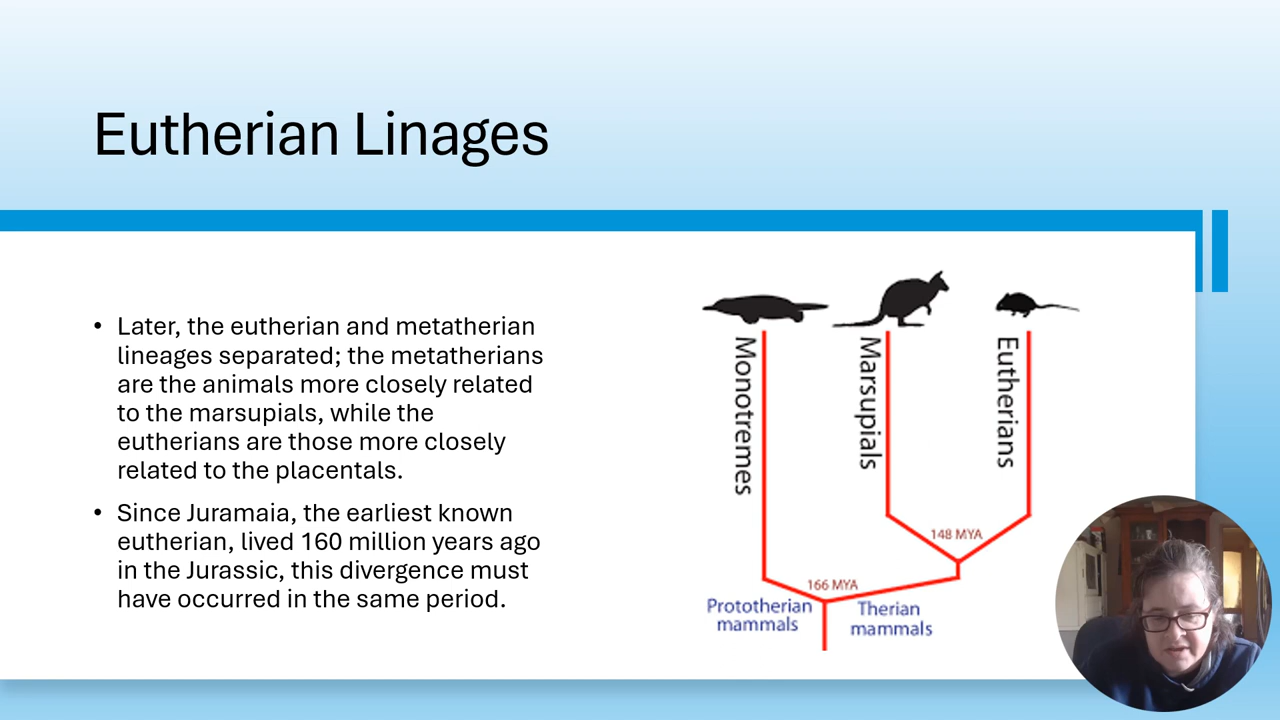 Eutherian Linages
• Later, the eutherian and metatherian
lineages separated; the metatherians
are the animals more closely related
to the marsupials, while the
eutherians are those more closely
related to the placentals.
• Since Juramaia, the earliest known
eutherian, lived 160 million years ago
in the Jurassic, this divergence must
have occurred in the same period.
Monotremes
Marsupials
Eutherians
148 MYA
166 MYA
Prototherian
mammals
Therian
mammals